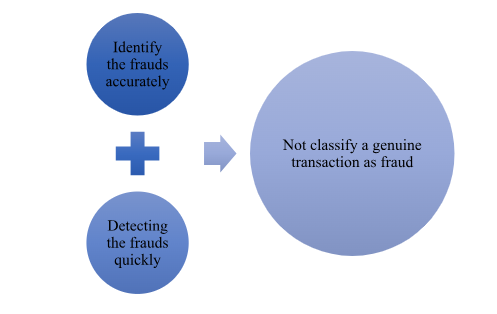 Identify
the frauds
accurately
Detecting
the frauds
quickly
Not classify a genuine
transaction as fraud